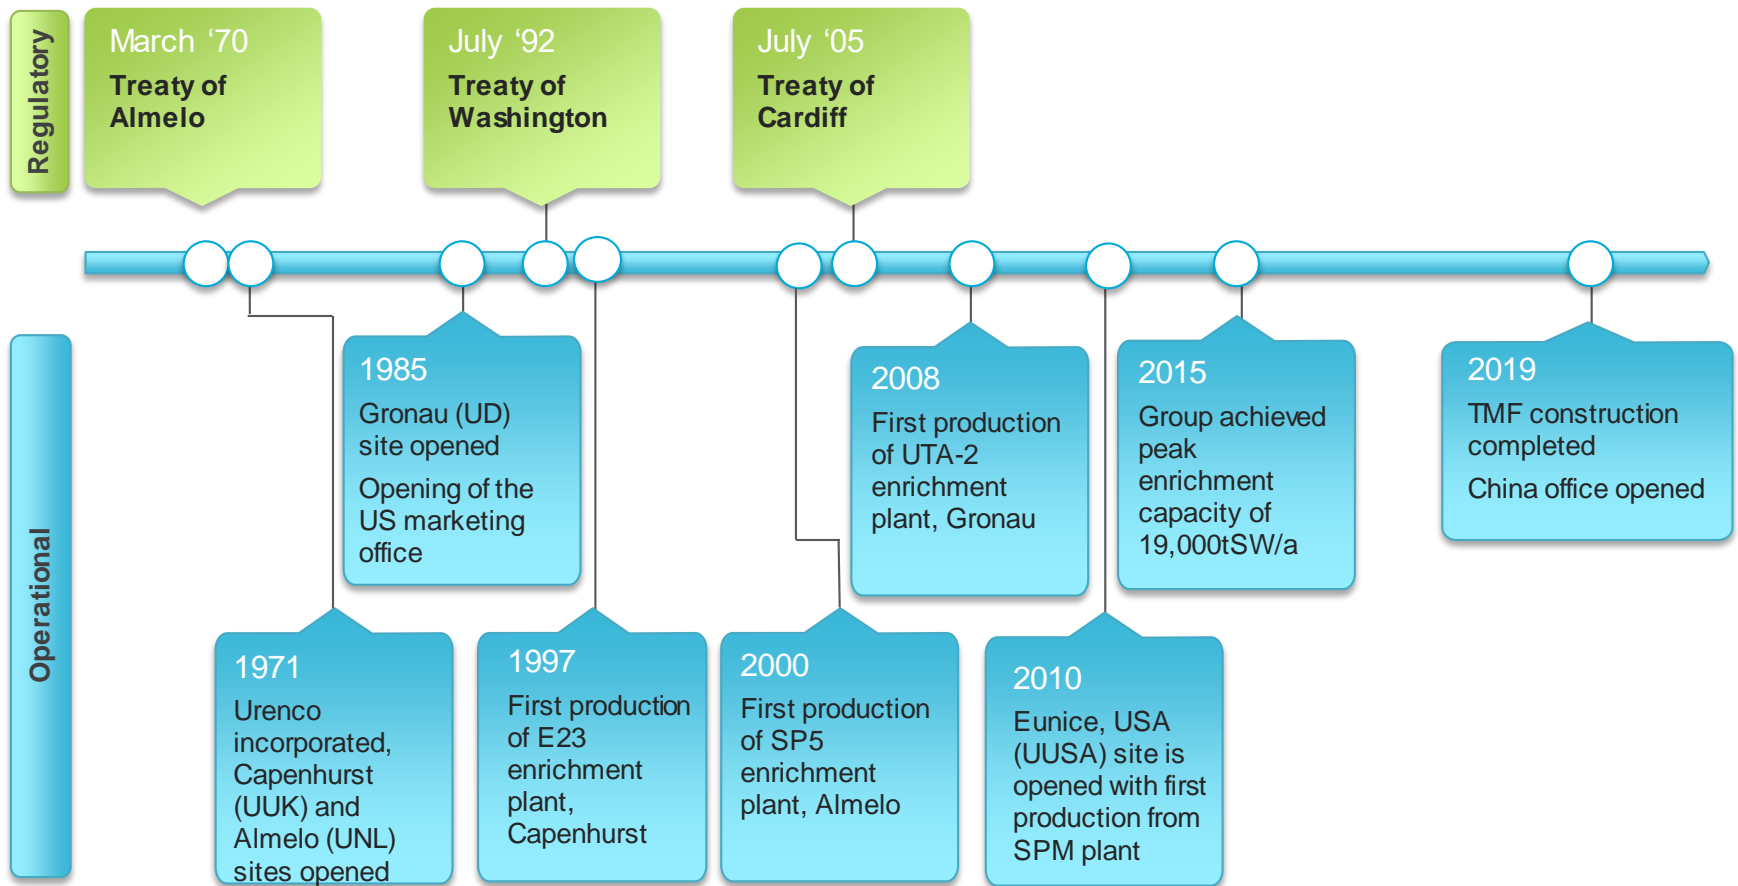 Regulatory
March ‘70
Treaty of
Almelo
July ‘92
Treaty of
Washington
July ‘05
Treaty of
Cardiff
Operational
1985
Gronau (UD)
site opened
Opening of the
US marketing
office
2008
First production
of UTA-2
enrichment
plant, Gronau
2015
Group achieved
peak
enrichment
capacity of
19,000tSW/a
2019
TMF construction
completed
China office opened
1971
Urenco
incorporated,
Capenhurst
(UUK) and
Almelo (UNL)
sites opened
1997
First production
of E23
enrichment
plant,
Capenhurst
2000
First production
of SP5
enrichment
plant, Almelo
2010
Eunice, USA
(UUSA) site is
opened with first
production from
SPM plant